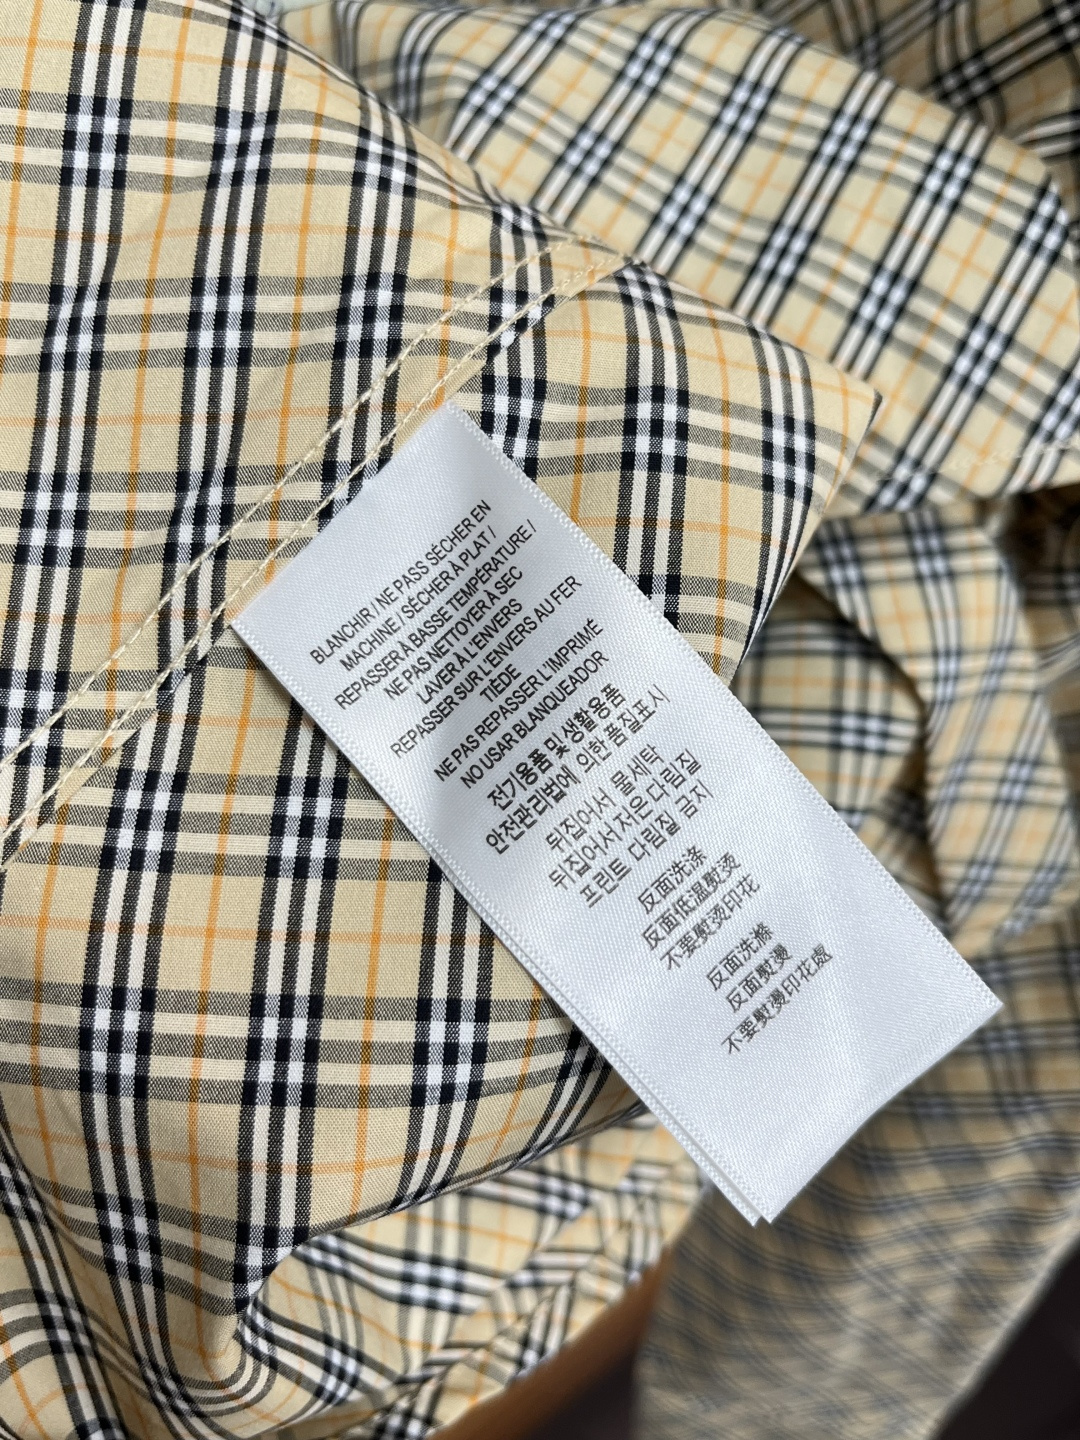 BLANCHIR / NE PASS SÉCHER EN
MACHINE / SÉCHER À PLAT /
REPASSER À BASSE TEMPÉRATURE /
NE PAS NETTOYER À SEC
LAVER À L'ENVERS
REPASSER SUR L'ENVERS AU FER
TIÈDE
NE PAS REPASSER L'IMPRIMÉ
NO USAR BLANQUEADOR
전기용품 및 생활용품
안전관리법에 의한 품질표시
뒤집어서 물세탁
뒤집어서 저온 다림질
프린트 다림질 금지
反面洗涤
反面低温熨烫
不要熨烫印花
反面洗滌
反面熨燙
不要熨燙印花處